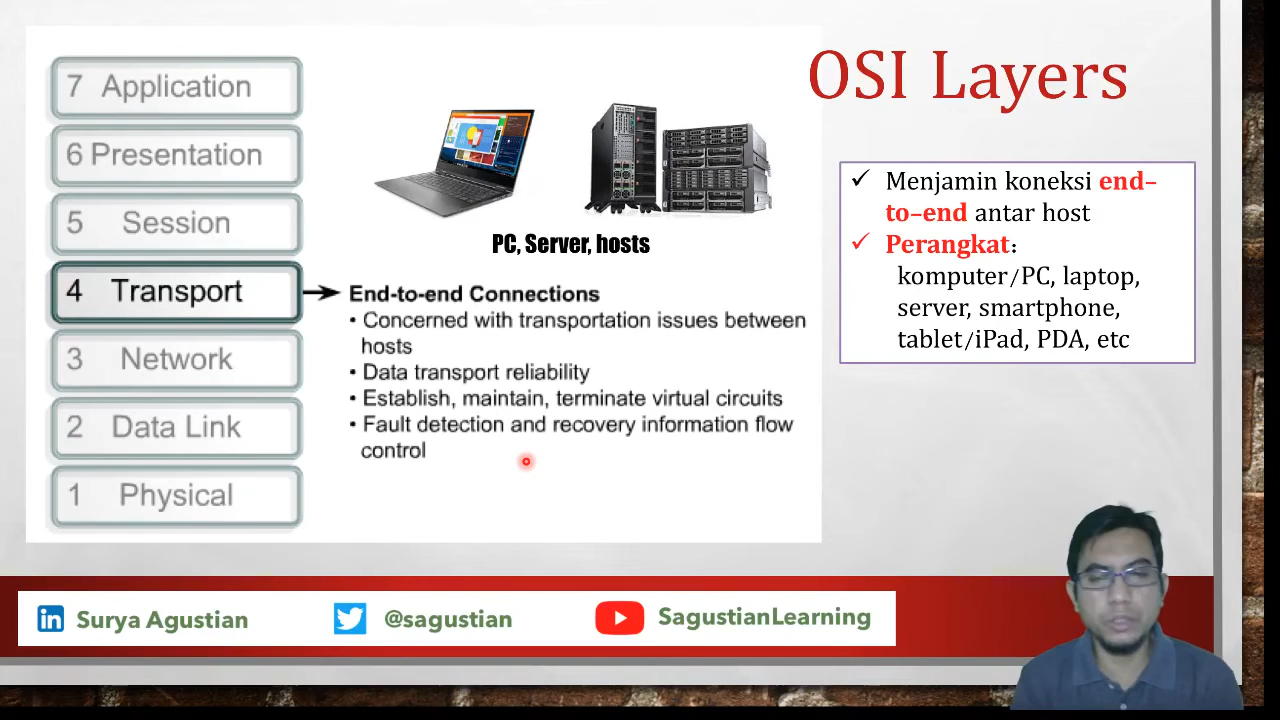 OSI Layers
7 Application
6 Presentation
5 Session
4 Transport
3 Network
2 Data Link
1 Physical
PC, Server, hosts
End-to-end Connections
• Concerned with transportation issues between
hosts
• Data transport reliability
• Establish, maintain, terminate virtual circuits
• Fault detection and recovery information flow
control
✓ Menjamin koneksi end–
to–end antar host
✓ Perangkat:
komputer/PC, laptop,
server, smartphone,
tablet/iPad, PDA, etc
in Surya Agustian
@sagustian
SagustianLearning